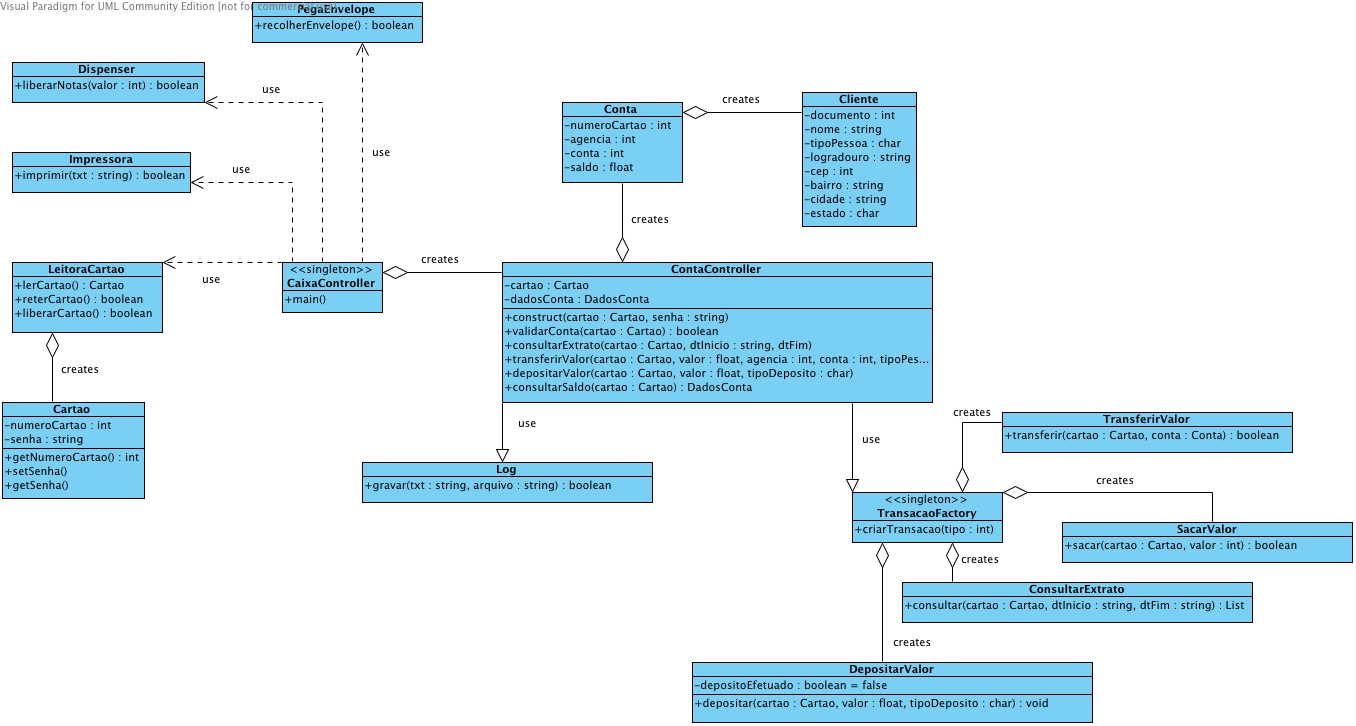 Visual Paradigm for UML Community Edition [not for commercial use]
PegaEnvelope
+recolherEnvelope() : boolean
Dispenser
+liberarNotas(valor : int) : boolean
use
Impressora
+imprimir(txt : string) : boolean
use
use
Conta
-numeroCartao : int
-agencia : int
-conta : int
-saldo : float
creates
Cliente
-documento : int
-nome : string
-tipoPessoa : char
-logradouro : string
-cep : int
-bairro : string
-cidade : string
-estado : char
creates
LeitoraCartao
+lerCartao() : Cartao
+reterCartao() : boolean
+liberarCartao() : boolean
use
<<singleton>>
CaixaController
+main()
creates
ContaController
-cartao : Cartao
-dadosConta : DadosConta
+construct(cartao : Cartao, senha : string)
+validarConta(cartao : Cartao) : boolean
+consultarExtrato(cartao : Cartao, dtInicio : string, dtFim)
+transferirValor(cartao : Cartao, valor : float, agencia : int, conta : int, tipoPes...
+depositarValor(cartao : Cartao, valor : float, tipoDeposito : char)
+consultarSaldo(cartao : Cartao) : DadosConta
creates
Cartao
-numeroCartao : int
-senha : string
+getNumeroCartao() : int
+setSenha()
+getSenha()
use
Log
+gravar(txt : string, arquivo : string) : boolean
use
creates
TransferirValor
+transferir(cartao : Cartao, conta : Conta) : boolean
<<singleton>>
TransacaoFactory
+criarTransacao(tipo : int)
creates
SacarValor
+sacar(cartao : Cartao, valor : int) : boolean
creates
ConsultarExtrato
+consultar(cartao : Cartao, dtInicio : string, dtFim : string) : List
creates
DepositarValor
-depositoEfetuado : boolean = false
+depositar(cartao : Cartao, valor : float, tipoDeposito : char) : void